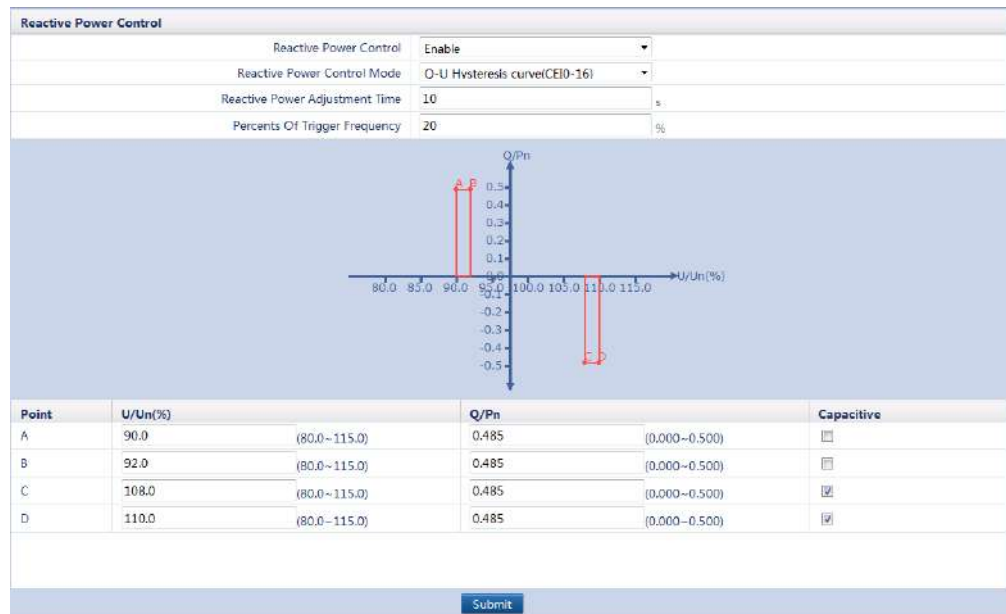 Reactive Power Control
Reactive Power Control Enable
Reactive Power Control Mode Q-U Hysteresis curve(CEI0-16)
Reactive Power Adjustment Time 10 s
Percents Of Trigger Frequency 20 %
Q/Pn
A B 0.5
0.4
0.3
0.2
0.1
0.0 U/Un(%)
80.0 85.0 90.0 95.0 100.0 105.0 110.0 115.0
-0.1
-0.2
-0.3
-0.4
C D
-0.5
Point U/Un(%) Q/Pn Capacitive
A 90.0 (80.0~115.0) 0.485 (0.000~0.500)
B 92.0 (80.0~115.0) 0.485 (0.000~0.500)
C 108.0 (80.0~115.0) 0.485 (0.000~0.500)
D 110.0 (80.0~115.0) 0.485 (0.000~0.500)
Submit